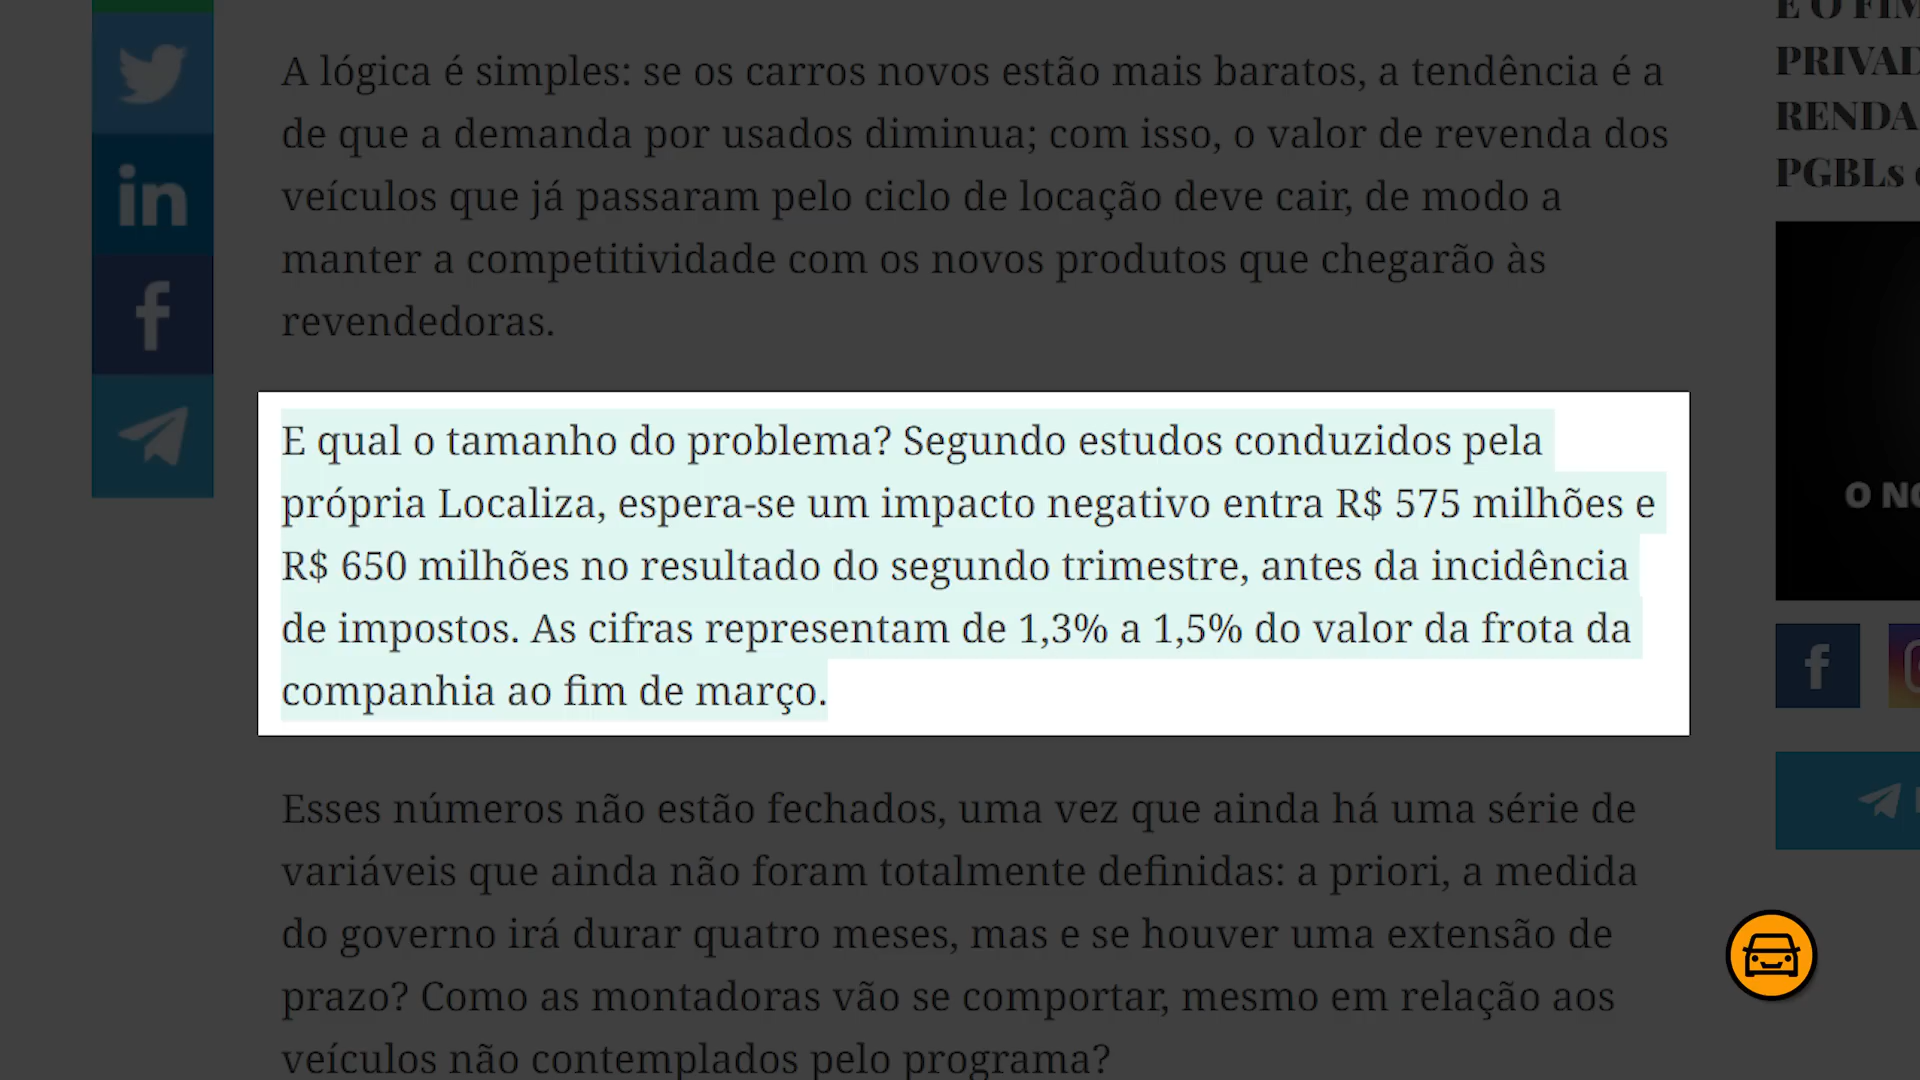 A lógica é simples: se os carros novos estão mais baratos, a tendência é a
de que a demanda por usados diminua; com isso, o valor de revenda dos
veículos que já passaram pelo ciclo de locação deve cair, de modo a
manter a competitividade com os novos produtos que chegarão às
revendedoras.
E qual o tamanho do problema? Segundo estudos conduzidos pela
própria Localiza, espera-se um impacto negativo entra R$ 575 milhões e
R$ 650 milhões no resultado do segundo trimestre, antes da incidência
de impostos. As cifras representam de 1,3% a 1,5% do valor da frota da
companhia ao fim de março.
Esses números não estão fechados, uma vez que ainda há uma série de
variáveis que ainda não foram totalmente definidas: a priori, a medida
do governo irá durar quatro meses, mas e se houver uma extensão de
prazo? Como as montadoras vão se comportar, mesmo em relação aos
veículos não contemplados pelo programa?
in
f
E O
PRIVAD
RENDA
PGBLs
O NO
f